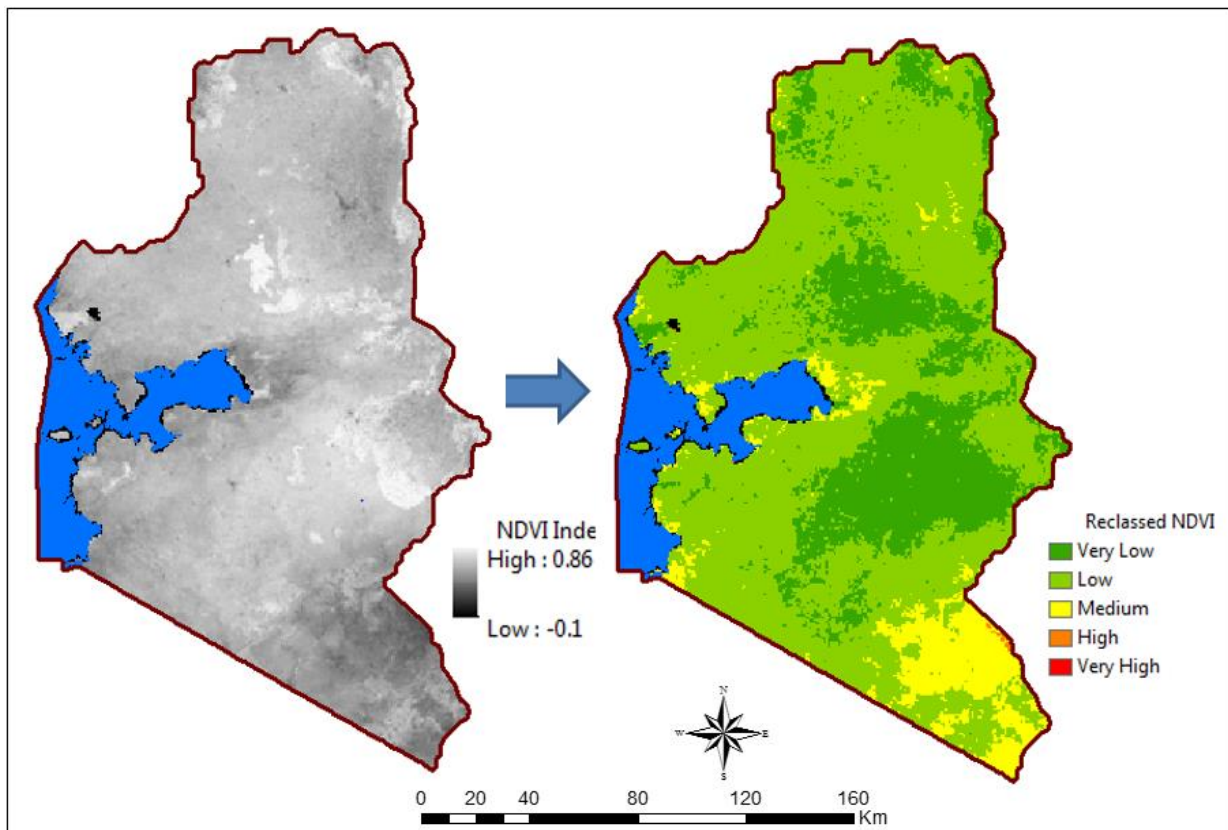 NDVI Inde
High : 0.86
Low : -0.1
Reclassed NDVI
Very Low
Low
Medium
High
Very High
N
W E
S
0 20 40 80 120 160
Km